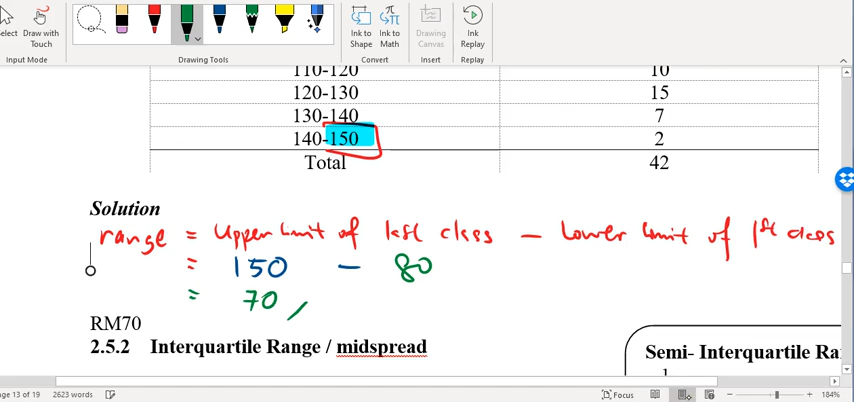 Select
Draw with Touch
Ink to Shape
Ink to Math
Drawing Canvas
Ink Replay
Input Mode
Drawing Tools
Convert
Insert
Replay
110-120 10
120-130 15
130-140 7
140-150 2
Total 42
Solution
range = Upper limit of last class - Lower limit of 1st class
= 150 - 80
= 70
RM70
2.5.2 Interquartile Range / midspread
Semi- Interquartile Ra
age 13 of 19 2623 words Focus 184%